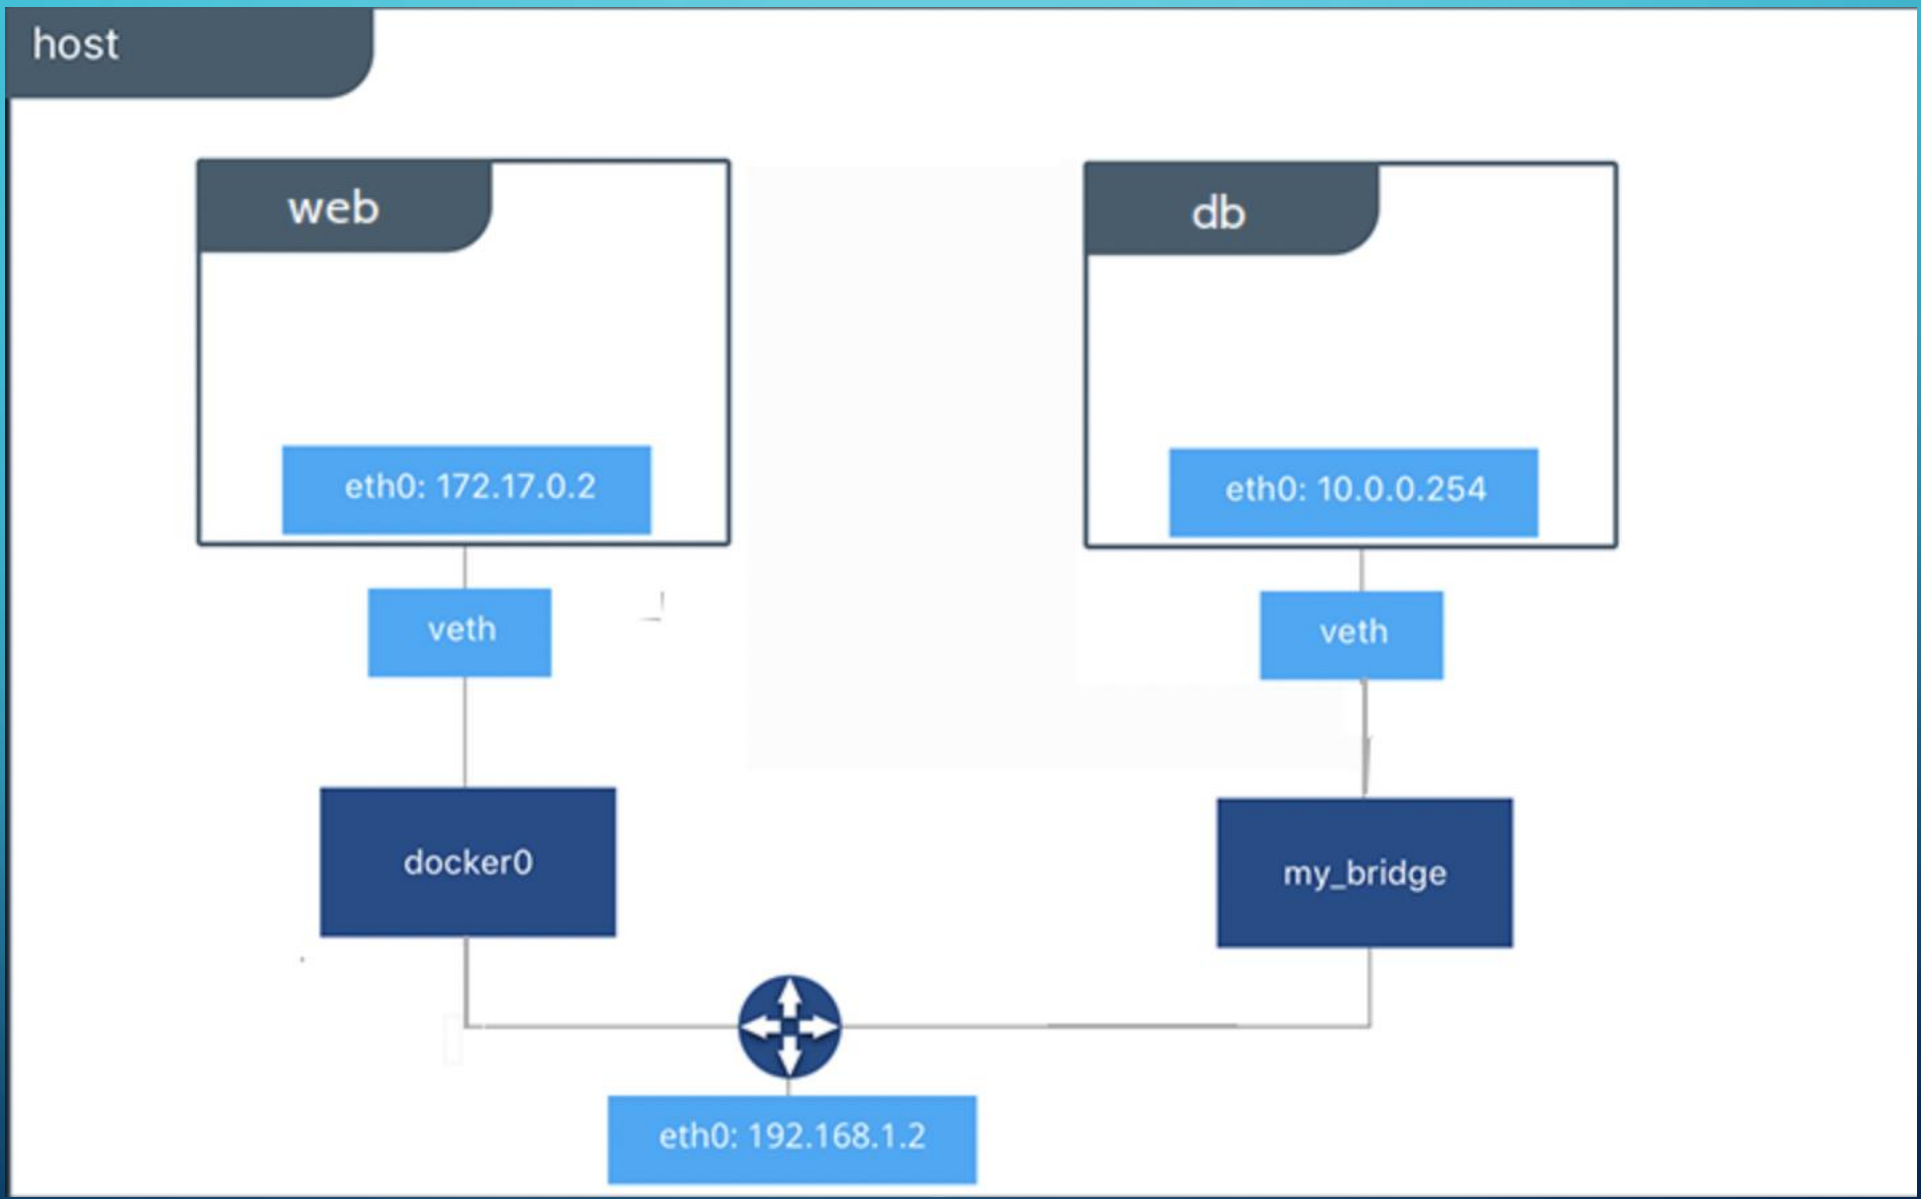 host
web
db
eth0: 172.17.0.2
eth0: 10.0.0.254
veth
veth
docker0
my_bridge
eth0: 192.168.1.2